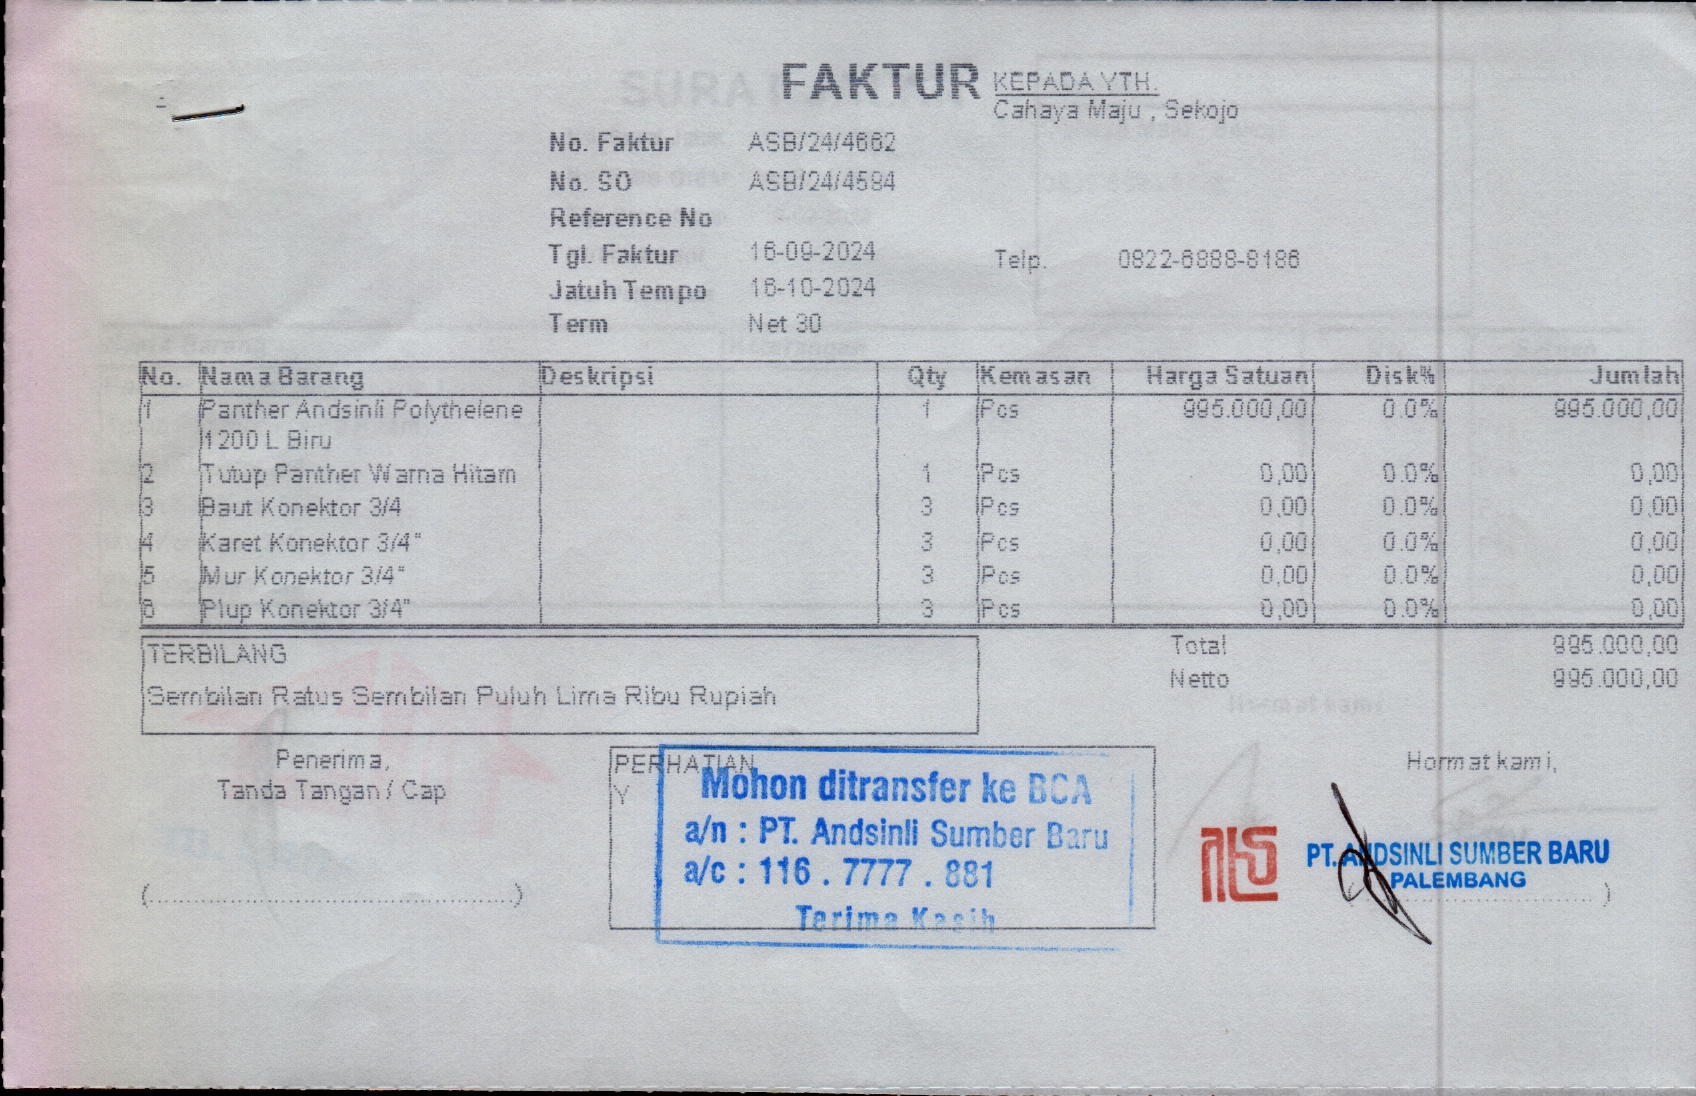 FAKTUR
KEPADA YTH.
Cahaya Maju , Sekojo
No. Faktur ASB/24/4662
No. SO ASB/24/4594
Reference No
Tgl. Faktur 16-09-2024
Telp. 0822-6888-8186
Jatuh Tempo 16-10-2024
Term Net 30
No. Nama Barang Deskripsi Qty Kemasan Harga Satuan Disk% Jumlah
1 Panther Andsinli Polythelene 1 Pcs 995.000,00 0.0% 995.000,00
1200 L Biru
2 Tutup Panther Warna Hitam 1 Pcs 0,00 0.0% 0,00
3 Baut Konektor 3/4 3 Pcs 0,00 0.0% 0,00
4 Karet Konektor 3/4" 3 Pcs 0,00 0.0% 0,00
5 Mur Konektor 3/4" 3 Pcs 0,00 0.0% 0,00
6 Plup Konektor 3/4" 3 Pcs 0,00 0.0% 0,00
TERBILANG
Sembilan Ratus Sembilan Puluh Lima Ribu Rupiah
Total 995.000,00
Netto 995.000,00
Penerima,
Tanda Tangan / Cap
PERHATIAN
Y
Mohon ditransfer ke BCA
a/n : PT. Andsinli Sumber Baru
a/c : 116 . 7777 . 881
Terima Kasih
Hormat kami,
PT. ANDSINLI SUMBER BARU
PALEMBANG